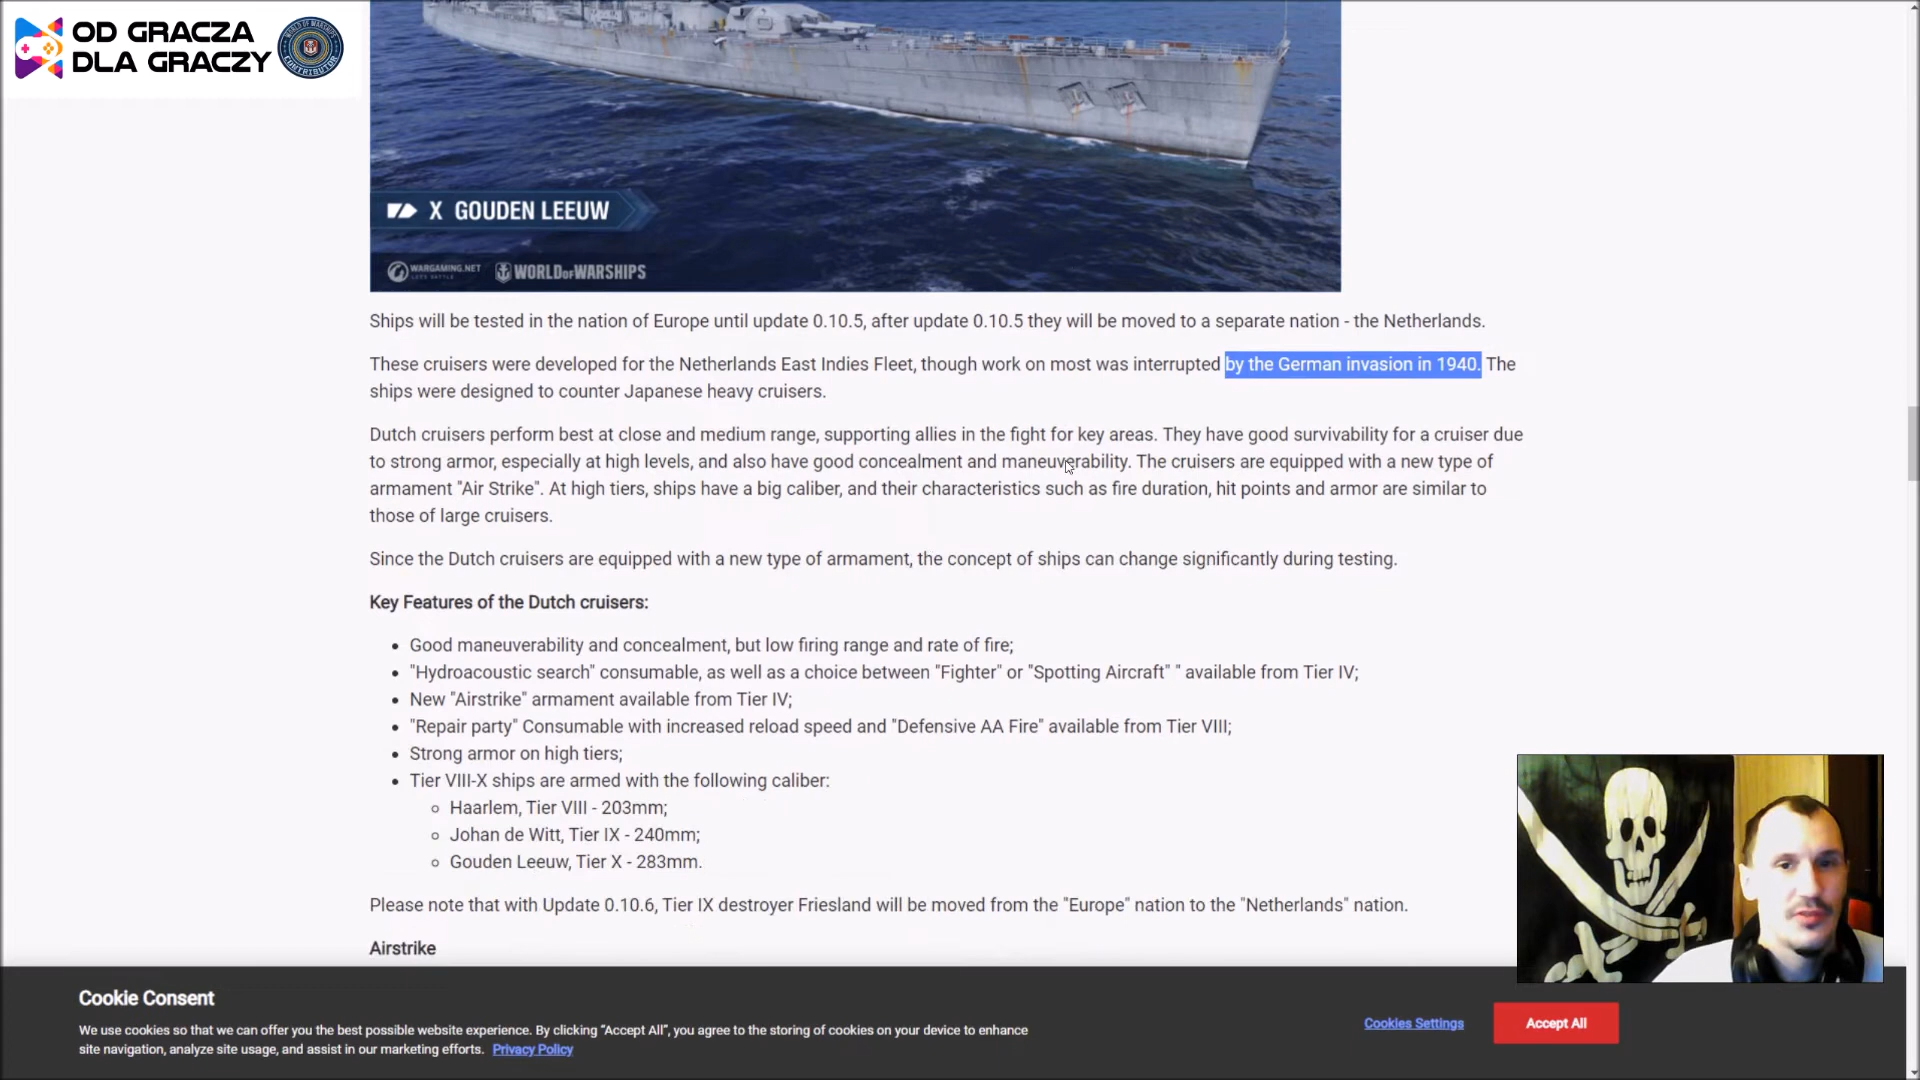 OD GRACZA
DLA GRACZY
WORLD OF WARSHIPS
CONTRIBUTOR
X GOUDEN LEEUW
WARGAMING.NET
LET'S BATTLE
WORLD OF WARSHIPS
Ships will be tested in the nation of Europe until update 0.10.5, after update 0.10.5 they will be moved to a separate nation - the Netherlands.
These cruisers were developed for the Netherlands East Indies Fleet, though work on most was interrupted by the German invasion in 1940. The
ships were designed to counter Japanese heavy cruisers.
Dutch cruisers perform best at close and medium range, supporting allies in the fight for key areas. They have good survivability for a cruiser due
to strong armor, especially at high levels, and also have good concealment and maneuverability. The cruisers are equipped with a new type of
armament "Air Strike". At high tiers, ships have a big caliber, and their characteristics such as fire duration, hit points and armor are similar to
those of large cruisers.
Since the Dutch cruisers are equipped with a new type of armament, the concept of ships can change significantly during testing.
Key Features of the Dutch cruisers:
• Good maneuverability and concealment, but low firing range and rate of fire;
• "Hydroacoustic search" consumable, as well as a choice between "Fighter" or "Spotting Aircraft" " available from Tier IV;
• New "Airstrike" armament available from Tier IV;
• "Repair party" Consumable with increased reload speed and "Defensive AA Fire" available from Tier VIII;
• Strong armor on high tiers;
• Tier VIII-X ships are armed with the following caliber:
○ Haarlem, Tier VIII - 203mm;
○ Johan de Witt, Tier IX - 240mm;
○ Gouden Leeuw, Tier X - 283mm.
Please note that with Update 0.10.6, Tier IX destroyer Friesland will be moved from the "Europe" nation to the "Netherlands" nation.
Airstrike
Cookie Consent
We use cookies so that we can offer you the best possible website experience. By clicking “Accept All”, you agree to the storing of cookies on your device to enhance
site navigation, analyze site usage, and assist in our marketing efforts. Privacy Policy
Cookies Settings
Accept All